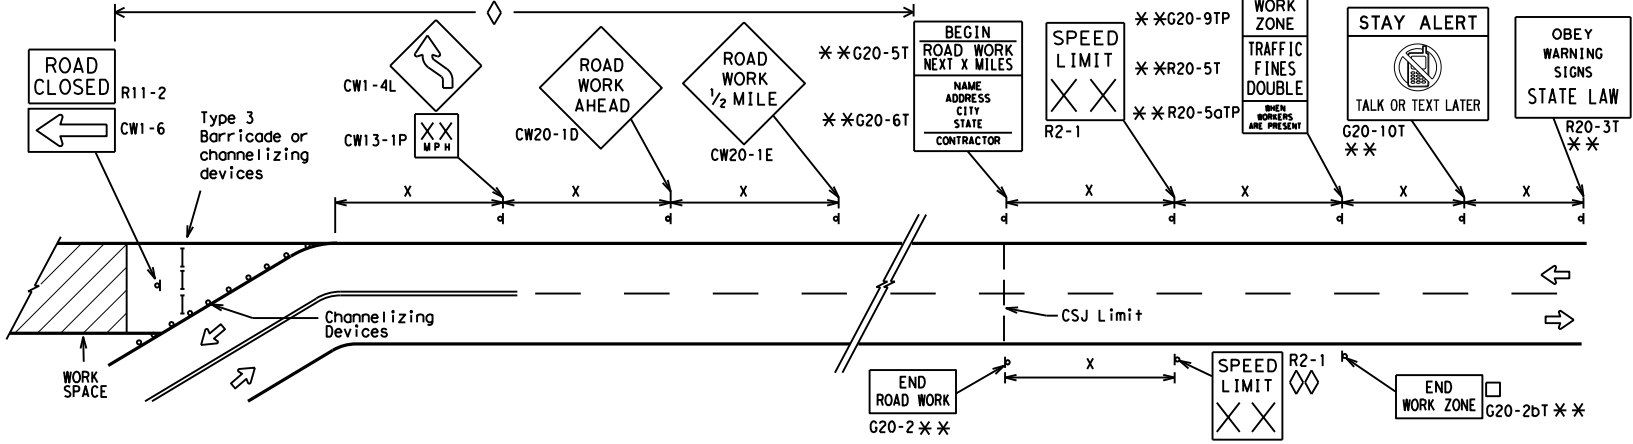 ROAD
CLOSED
R11-2
CW1-6
Type 3
Barricade or
channelizing
devices
CW1-4L
XX
MPH
CW13-1P
ROAD
WORK
AHEAD
CW20-1D
ROAD
WORK
1/2 MILE
CW20-1E
BEGIN
ROAD WORK
NEXT X MILES
NAME
ADDRESS
CITY
STATE
CONTRACTOR
**G20-5T
**G20-6T
SPEED
LIMIT
XX
R2-1
**G20-9TP
**R20-5T
**R20-5aTP
WORK
ZONE
TRAFFIC
FINES
DOUBLE
WHEN
WORKERS
ARE PRESENT
STAY ALERT
TALK OR TEXT LATER
G20-10T
**
OBEY
WARNING
SIGNS
STATE LAW
R20-3T
**
X
X
X
X
X
X
X
Channelizing
Devices
WORK
SPACE
CSJ Limit
X
END
ROAD WORK
G20-2 **
SPEED
LIMIT
XX
R2-1
END
WORK ZONE
G20-2bT **